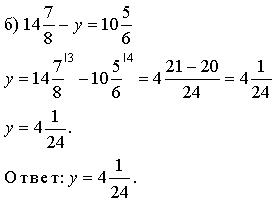 б) 14 7/8 − y = 10 5/6
y = 14 7/8^{\3} − 10 5/6^{\4} = 4 (21 − 20)/24 = 4 1/24
y = 4 1/24.
Ответ: y = 4 1/24.